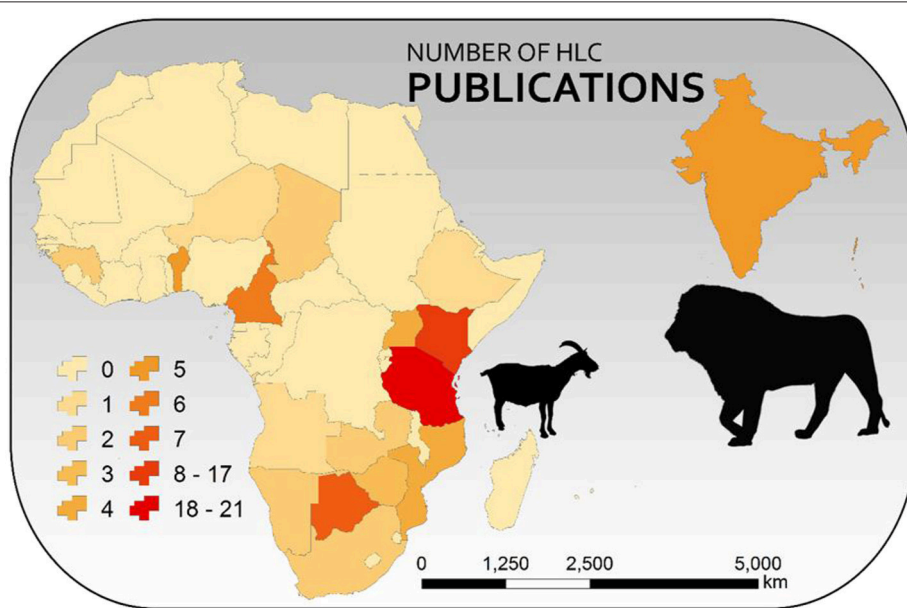 NUMBER OF HLC
PUBLICATIONS
0 5
1 6
2 7
3 8 - 17
4 18 - 21
0 1,250 2,500 5,000
km